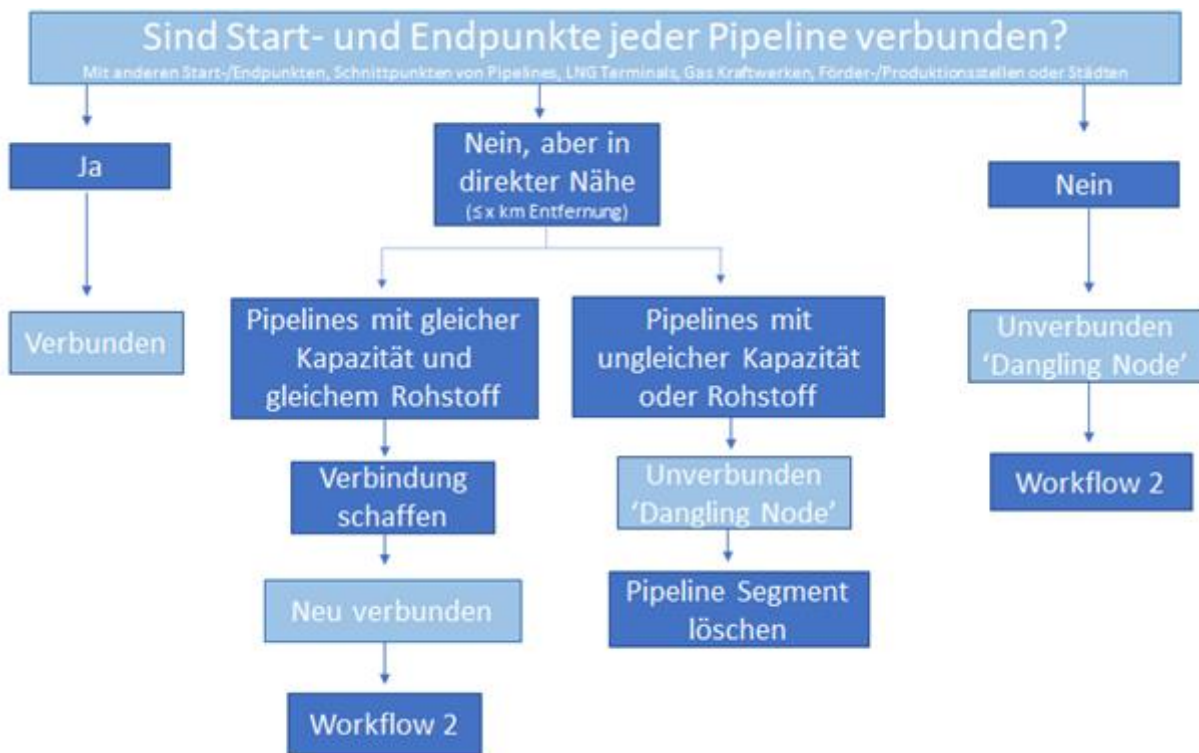 Sind Start- und Endpunkte jeder Pipeline verbunden?
Mit anderen Start-/Endpunkten, Schnittpunkten von Pipelines, LNG Terminals, Gas Kraftwerken, Förder-/Produktionsstellen oder Städten
Ja
Nein, aber in
direkter Nähe
(≤ x km Entfernung)
Nein
Verbunden
Pipelines mit gleicher
Kapazität und
gleichem Rohstoff
Pipelines mit
ungleicher Kapazität
oder Rohstoff
Unverbunden
‘Dangling Node’
Verbindung
schaffen
Unverbunden
‘Dangling Node’
Workflow 2
Neu verbunden
Pipeline Segment
löschen
Workflow 2